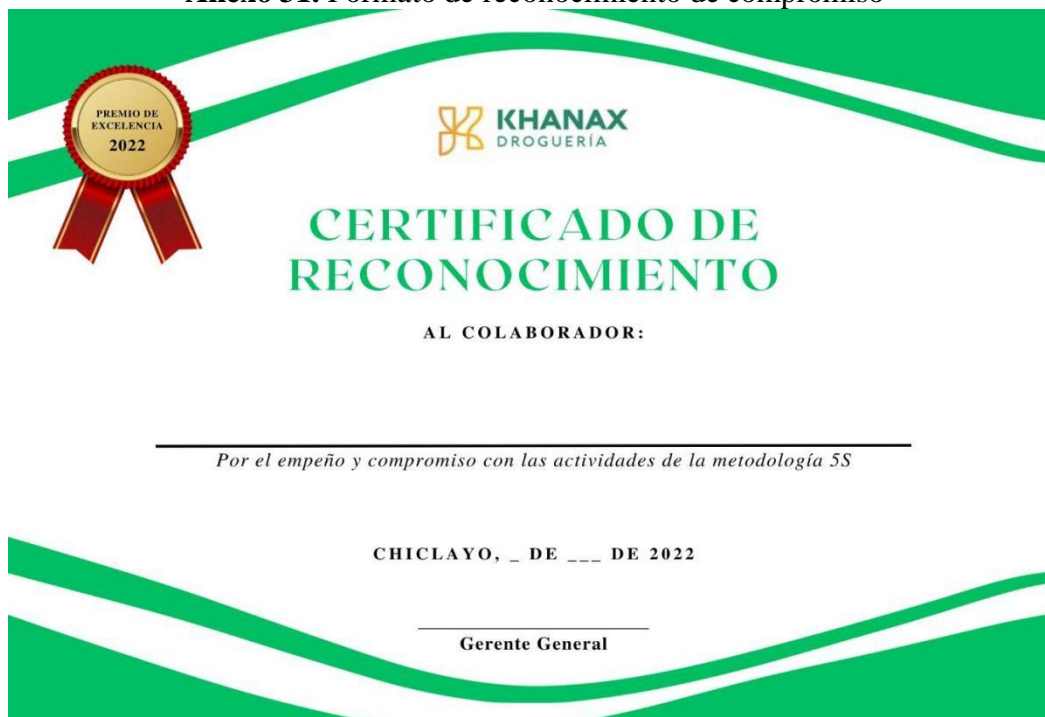 PREMIO DE
EXCELENCIA
2022
KHANAX
DROGUERÍA
CERTIFICADO DE
RECONOCIMIENTO
AL COLABORADOR:
Por el empeño y compromiso con las actividades de la metodología 5S
CHICLAYO, _ DE ___ DE 2022
Gerente General